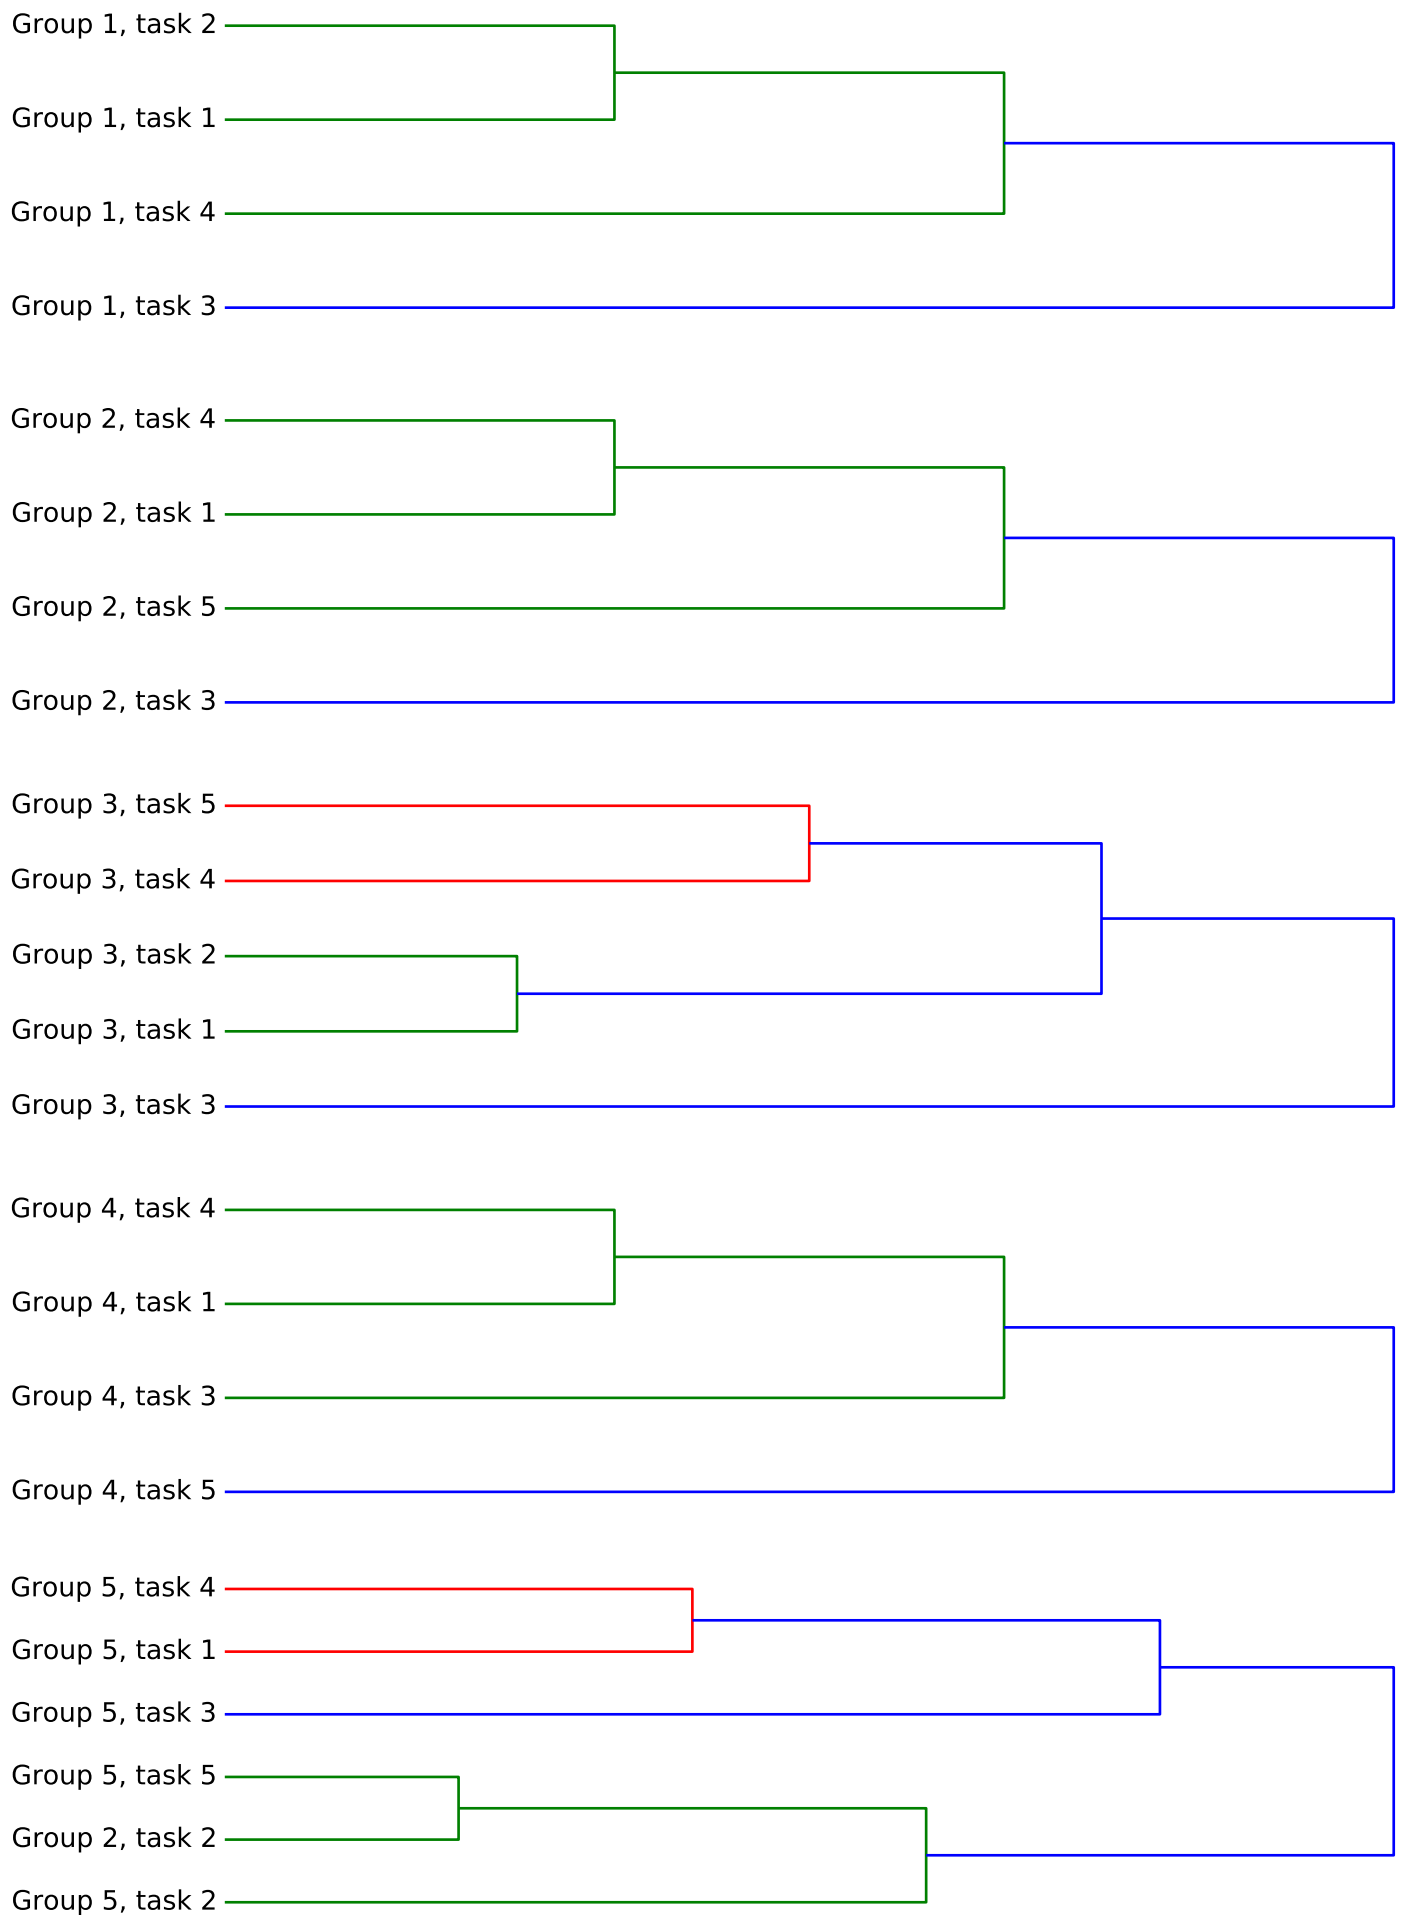 Group 1, task 2
Group 1, task 1
Group 1, task 4
Group 1, task 3
Group 2, task 4
Group 2, task 1
Group 2, task 5
Group 2, task 3
Group 3, task 5
Group 3, task 4
Group 3, task 2
Group 3, task 1
Group 3, task 3
Group 4, task 4
Group 4, task 1
Group 4, task 3
Group 4, task 5
Group 5, task 4
Group 5, task 1
Group 5, task 3
Group 5, task 5
Group 2, task 2
Group 5, task 2